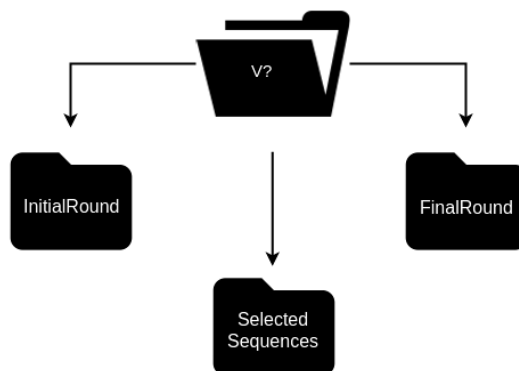 V?
InitialRound
FinalRound
Selected
Sequences